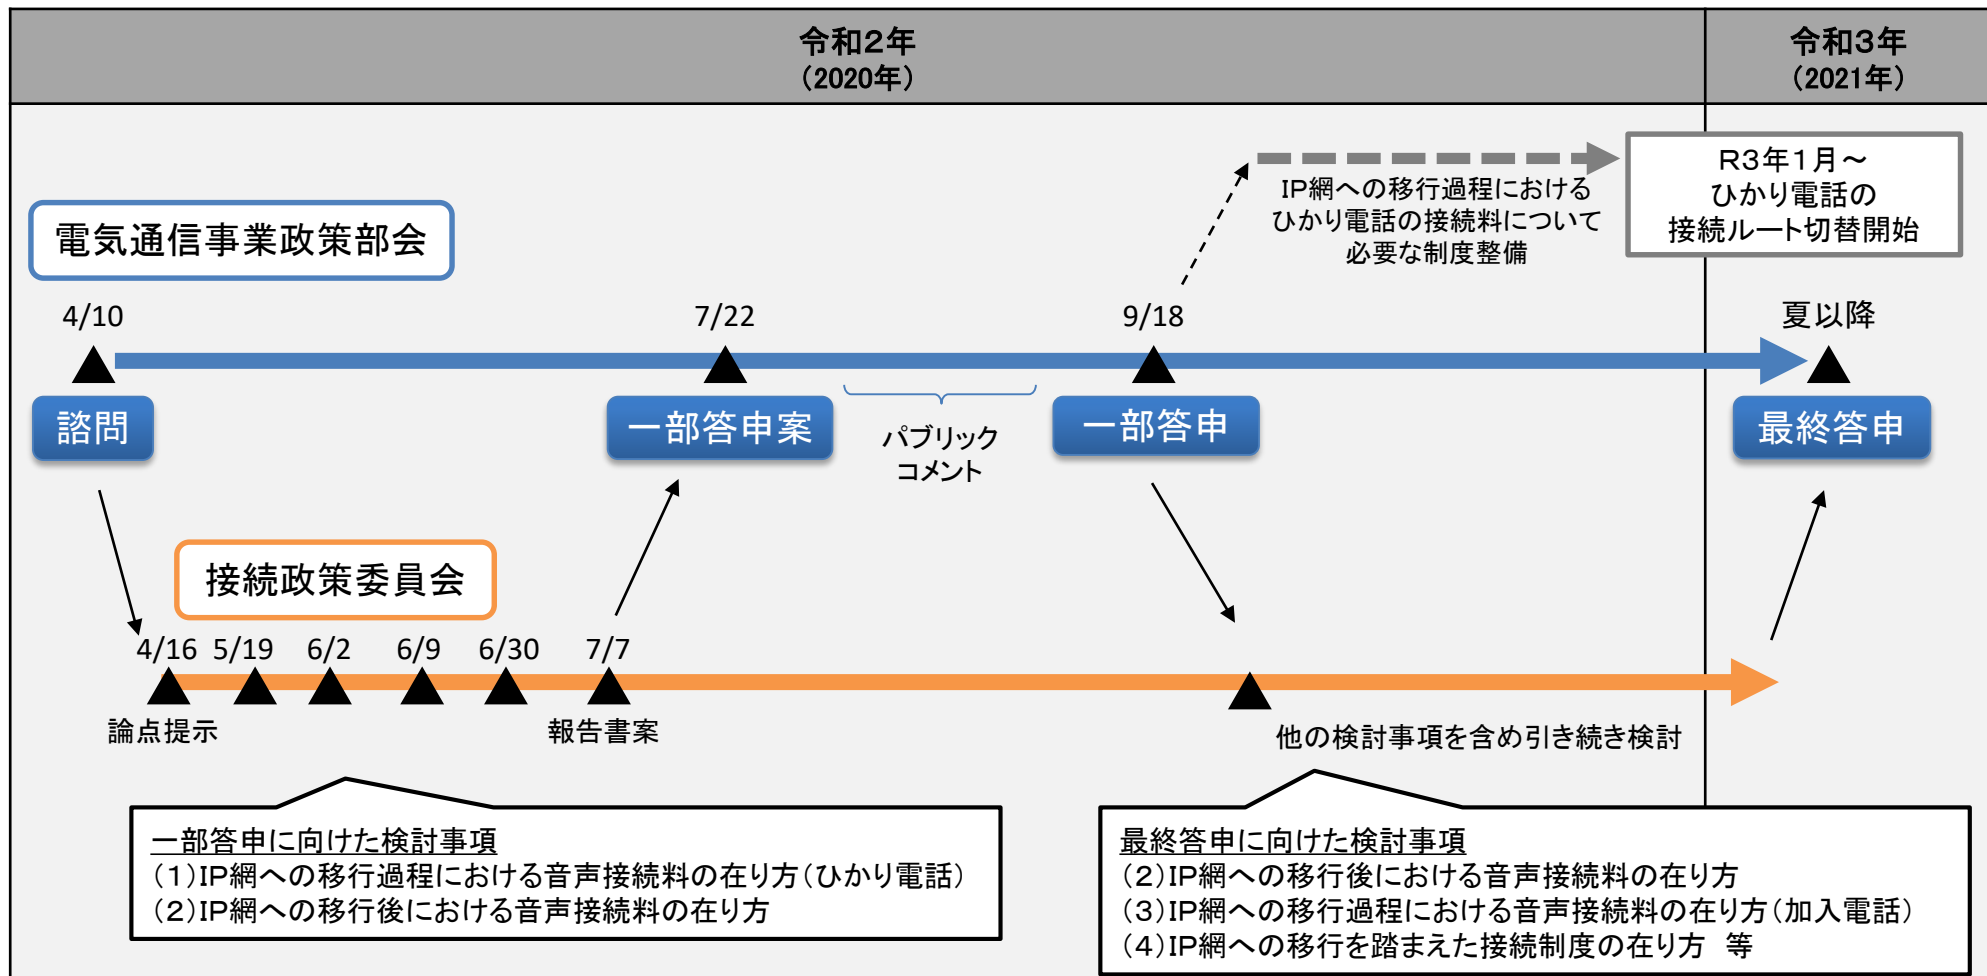 令和2年
（2020年）
令和3年
（2021年）
R3年1月～
ひかり電話の
接続ルート切替開始
IP網への移行過程における
ひかり電話の接続料について
必要な制度整備
電気通信事業政策部会
4/10
7/22
9/18
夏以降
諮問
一部答申案
パブリック
コメント
一部答申
最終答申
接続政策委員会
4/16
5/19
6/2
6/9
6/30
7/7
論点提示
報告書案
他の検討事項を含め引き続き検討
一部答申に向けた検討事項
（1）IP網への移行過程における音声接続料の在り方（ひかり電話）
（2）IP網への移行後における音声接続料の在り方
最終答申に向けた検討事項
（2）IP網への移行後における音声接続料の在り方
（3）IP網への移行過程における音声接続料の在り方（加入電話）
（4）IP網への移行を踏まえた接続制度の在り方　等